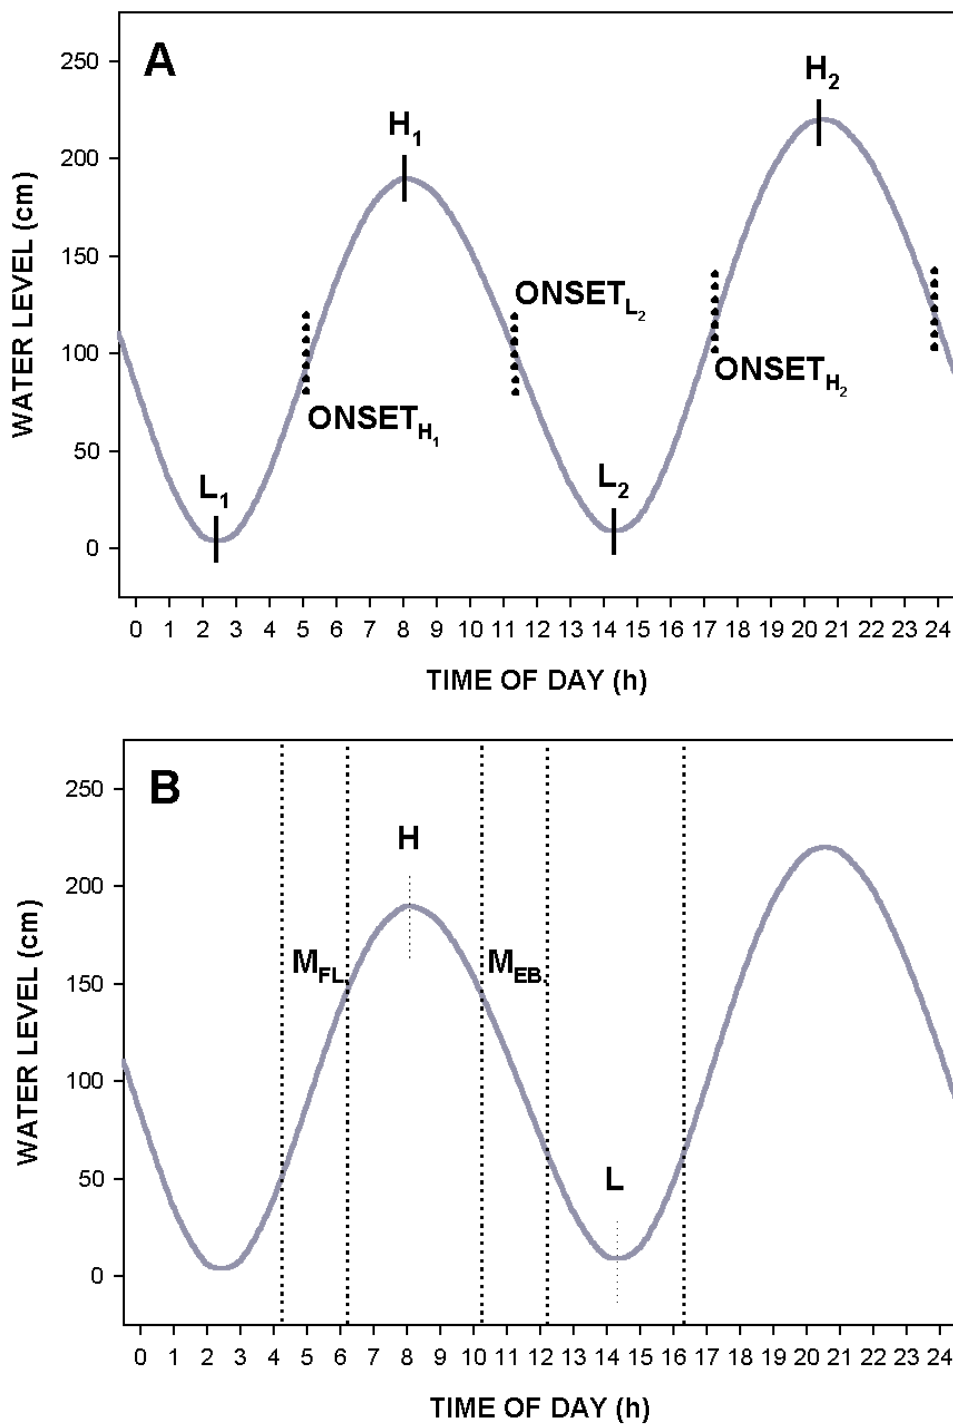 A
250
200
150
100
50
0
WATER LEVEL (cm)
H1
H2
ONSETL2
ONSETH2
ONSETH1
L1
L2
0 1 2 3 4 5 6 7 8 9 10 11 12 13 14 15 16 17 18 19 20 21 22 23 24
TIME OF DAY (h)
B
250
200
150
100
50
0
WATER LEVEL (cm)
H
MFL.
MEB.
L
0 1 2 3 4 5 6 7 8 9 10 11 12 13 14 15 16 17 18 19 20 21 22 23 24
TIME OF DAY (h)